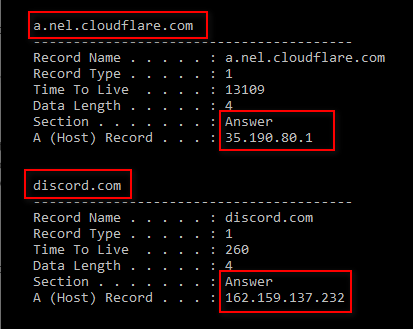 a.nel.cloudflare.com
----------------------------------------
Record Name . . . . . : a.nel.cloudflare.com
Record Type . . . . . : 1
Time To Live  . . . . : 13109
Data Length . . . . . : 4
Section . . . . . . . : Answer
A (Host) Record . . . : 35.190.80.1
discord.com
----------------------------------------
Record Name . . . . . : discord.com
Record Type . . . . . : 1
Time To Live  . . . . : 260
Data Length . . . . . : 4
Section . . . . . . . : Answer
A (Host) Record . . . : 162.159.137.232